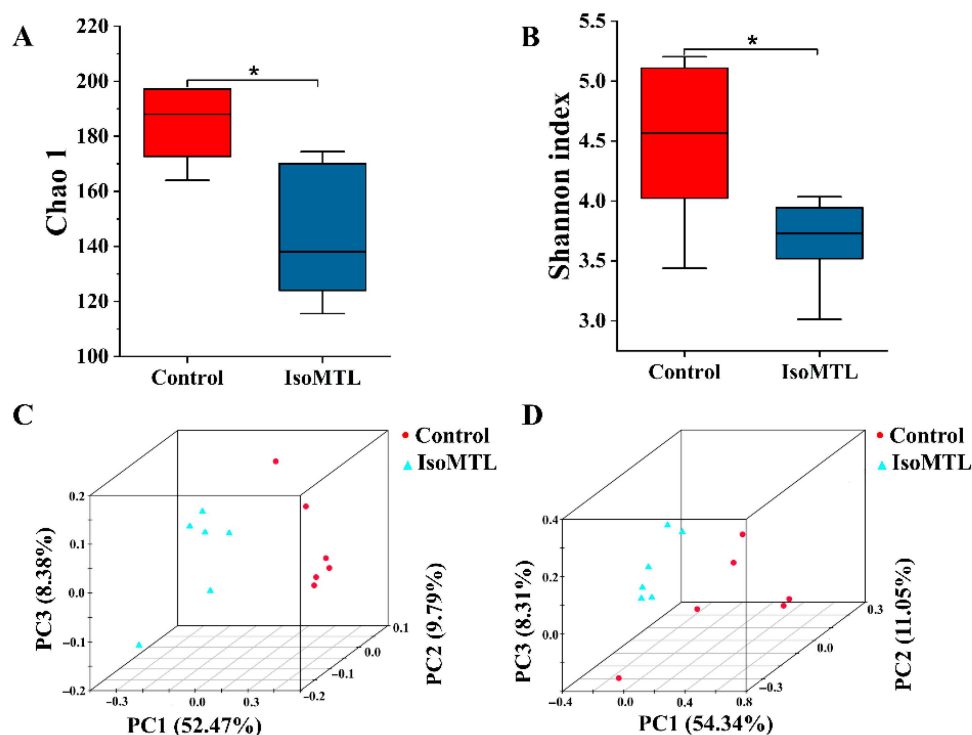 A
220
200
180
160
140
120
100
Chao 1
*
Control
IsoMTL
B
5.5
5.0
4.5
4.0
3.5
3.0
Shannon index
*
Control
IsoMTL
C
Control
IsoMTL
0.2
0.1
0.0
−0.1
−0.2
PC3 (8.38%)
−0.3
0.0
0.3
PC1 (52.47%)
−0.2
−0.1
0.0
0.1
PC2 (9.79%)
D
Control
IsoMTL
0.4
0.2
0.0
PC3 (8.31%)
−0.4
0.0
0.4
0.8
PC1 (54.34%)
−0.3
0.0
0.3
PC2 (11.05%)